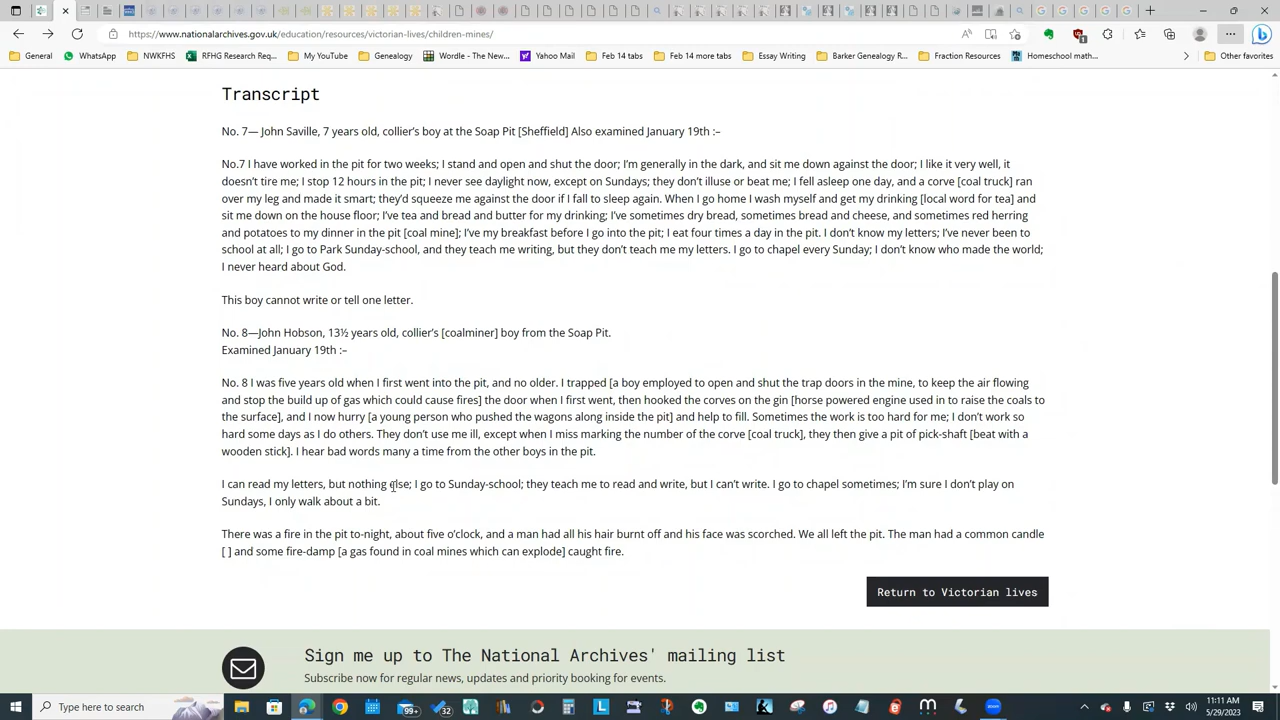 https://www.nationalarchives.gov.uk/education/resources/victorian-lives/children-mines/
General WhatsApp NWKFHS RFHG Research Req... My YouTube Genealogy Wordle - The New... Yahoo Mail Feb 14 tabs Feb 14 more tabs Essay Writing Barker Genealogy R... Fraction Resources Homeschool math... Other favorites
Transcript
No. 7— John Saville, 7 years old, collier's boy at the Soap Pit [Sheffield] Also examined January 19th :–
No.7 I have worked in the pit for two weeks; I stand and open and shut the door; I'm generally in the dark, and sit me down against the door; I like it very well, it
doesn't tire me; I stop 12 hours in the pit; I never see daylight now, except on Sundays; they don't illuse or beat me; I fell asleep one day, and a corve [coal truck] ran
over my leg and made it smart; they'd squeeze me against the door if I fall to sleep again. When I go home I wash myself and get my drinking [local word for tea] and
sit me down on the house floor; I've tea and bread and butter for my drinking; I've sometimes dry bread, sometimes bread and cheese, and sometimes red herring
and potatoes to my dinner in the pit [coal mine]; I've my breakfast before I go into the pit; I eat four times a day in the pit. I don't know my letters; I've never been to
school at all; I go to Park Sunday-school, and they teach me writing, but they don't teach me my letters. I go to chapel every Sunday; I don't know who made the world;
I never heard about God.
This boy cannot write or tell one letter.
No. 8—John Hobson, 13½ years old, collier's [coalminer] boy from the Soap Pit.
Examined January 19th :–
No. 8 I was five years old when I first went into the pit, and no older. I trapped [a boy employed to open and shut the trap doors in the mine, to keep the air flowing
and stop the build up of gas which could cause fires] the door when I first went, then hooked the corves on the gin [horse powered engine used in to raise the coals to
the surface], and I now hurry [a young person who pushed the wagons along inside the pit] and help to fill. Sometimes the work is too hard for me; I don't work so
hard some days as I do others. They don't use me ill, except when I miss marking the number of the corve [coal truck], they then give a pit of pick-shaft [beat with a
wooden stick]. I hear bad words many a time from the other boys in the pit.
I can read my letters, but nothing else; I go to Sunday-school; they teach me to read and write, but I can't write. I go to chapel sometimes; I'm sure I don't play on
Sundays, I only walk about a bit.
There was a fire in the pit to-night, about five o'clock, and a man had all his hair burnt off and his face was scorched. We all left the pit. The man had a common candle
[ ] and some fire-damp [a gas found in coal mines which can explode] caught fire.
Return to Victorian lives
Sign me up to The National Archives' mailing list
Subscribe now for regular news, updates and priority booking for events.
Type here to search 99+ 32 11:11 AM
5/29/2023